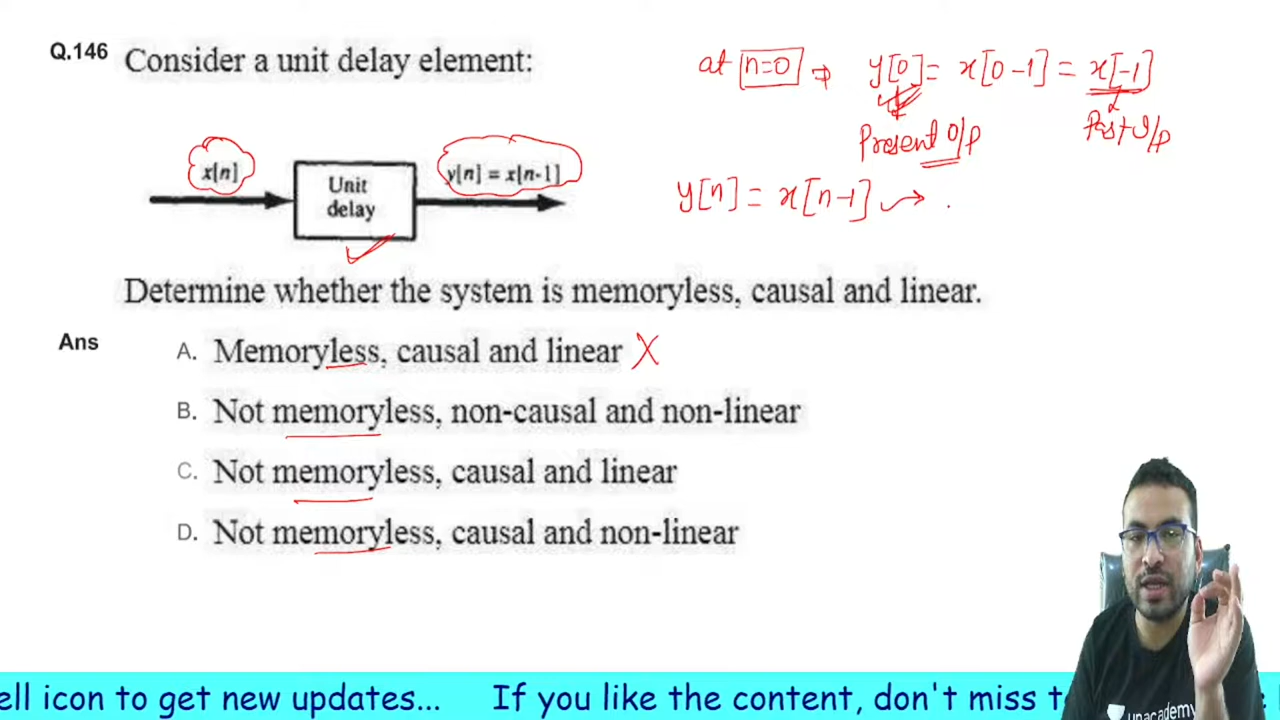 Q.146 Consider a unit delay element:
at n=0 ⇒ y[0] = x[0-1] = x[-1]
Present O/P
Past I/P
x[n]
Unit
delay
y[n] = x[n-1]
y[n] = x[n-1]
Determine whether the system is memoryless, causal and linear.
Ans
A. Memoryless, causal and linear X
B. Not memoryless, non-causal and non-linear
C. Not memoryless, causal and linear
D. Not memoryless, causal and non-linear
unacademy
ell icon to get new updates... If you like the content, don't miss t